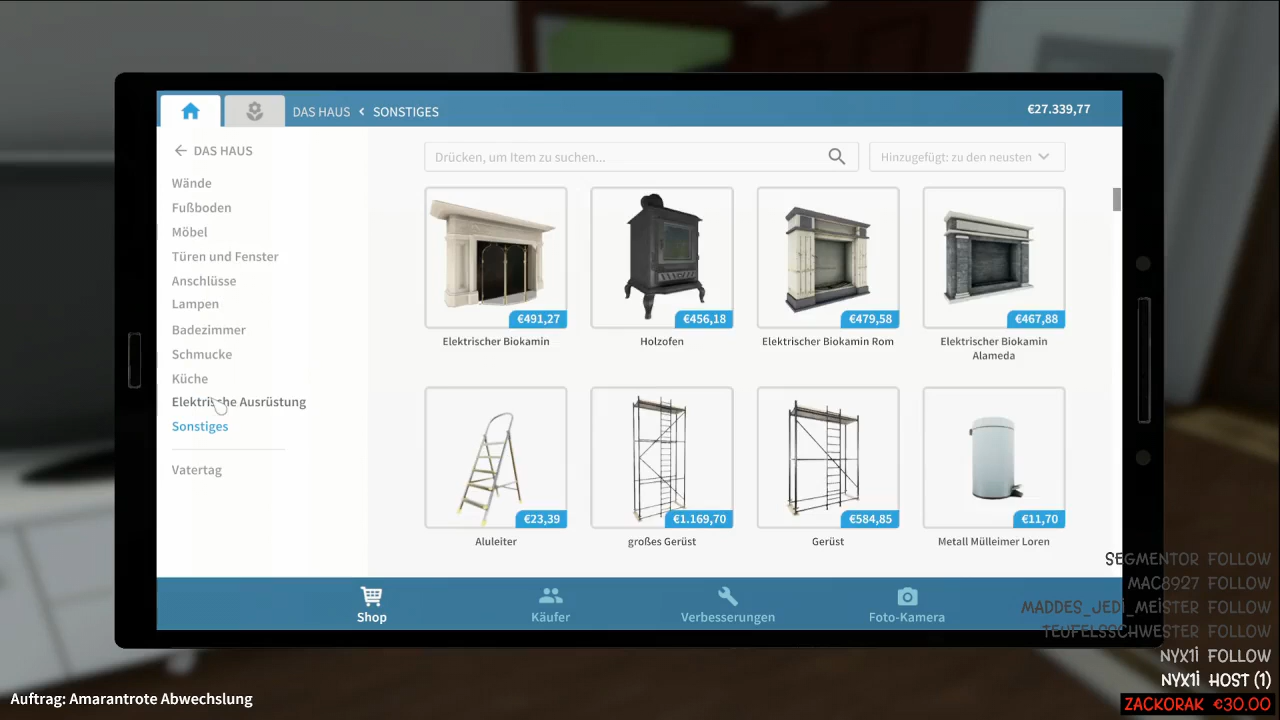 DAS HAUS < SONSTIGES
€27.339,77
DAS HAUS
Wände
Fußboden
Möbel
Türen und Fenster
Anschlüsse
Lampen
Badezimmer
Schmucke
Küche
Elektrische Ausrüstung
Sonstiges
Vatertag
Drücken, um Item zu suchen...
Hinzugefügt: zu den neusten
€491,27
€456,18
€479,58
€467,88
Elektrischer Biokamin
Holzofen
Elektrischer Biokamin Rom
Elektrischer Biokamin
Alameda
€23,39
€1.169,70
€584,85
€11,70
Aluleiter
großes Gerüst
Gerüst
Metall Mülleimer Loren
Shop
Käufer
Verbesserungen
Foto-Kamera
SEGMENTOR FOLLOW
MAC8927 FOLLOW
MADDES_JEDI_MEISTER FOLLOW
TEUFELSSCHWESTER FOLLOW
NYX1I FOLLOW
NYX1I HOST (1)
ZACKORAK €30.00
Auftrag: Amarantrote Abwechslung